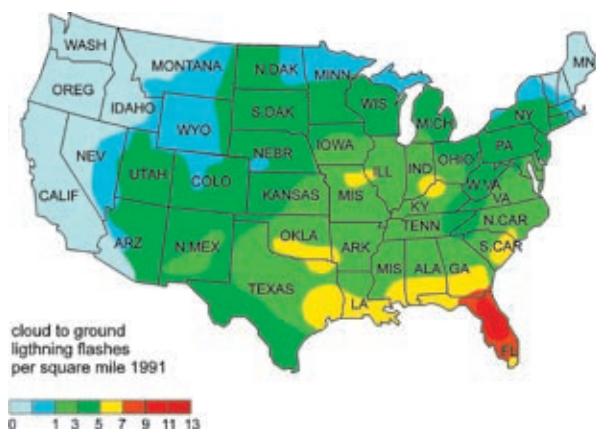 WASH
MONTANA
N.DAK
MINN
MN
OREG
IDAHO
S.DAK
WIS
MICH
NY
WYO
IOWA
PA
NEV
NEBR
ILL
IND
OHIO
UTAH
COLO
W.VA
CALIF
KANSAS
MIS
KY
VA
N.CAR
TENN
ARZ
N.MEX
OKLA
ARK
S.CAR
MIS
ALA
GA
TEXAS
LA
FL
cloud to ground
ligthning flashes
per square mile 1991
0 1 3 5 7 9 11 13